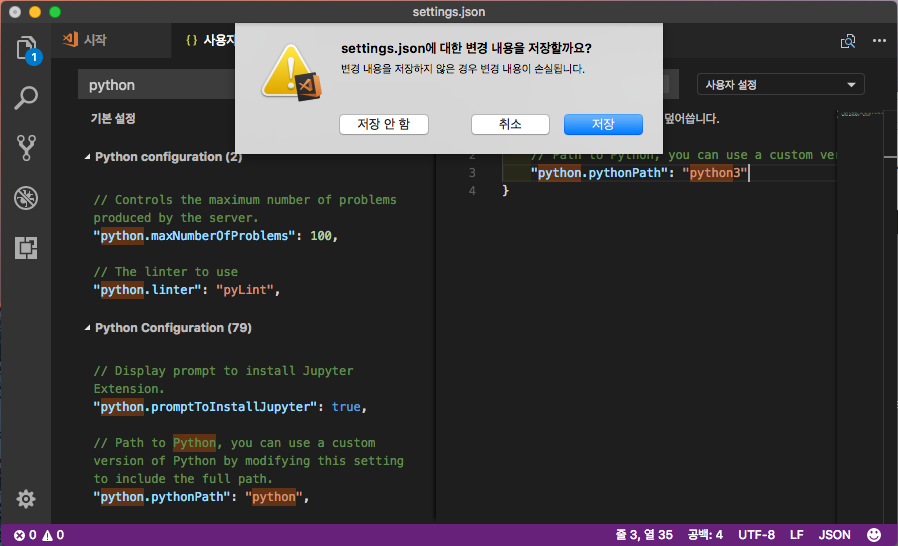 settings.json
시작
{ } 사용자
settings.json에 대한 변경 내용을 저장할까요?
변경 내용을 저장하지 않은 경우 변경 내용이 손실됩니다.
저장 안 함
취소
저장
1
python
사용자 설정
기본 설정
덮어씁니다.
Python configuration (2)
// Controls the maximum number of problems
produced by the server.
"python.maxNumberOfProblems": 100,
// The linter to use
"python.linter": "pyLint",
Python Configuration (79)
// Display prompt to install Jupyter
Extension.
"python.promptToInstallJupyter": true,
// Path to Python, you can use a custom
version of Python by modifying this setting
to include the full path.
"python.pythonPath": "python",
2 // Path to Python, you can use a custom ver
3 "python.pythonPath": "python3"
4 }
0 0
줄 3, 열 35
공백: 4
UTF-8
LF
JSON